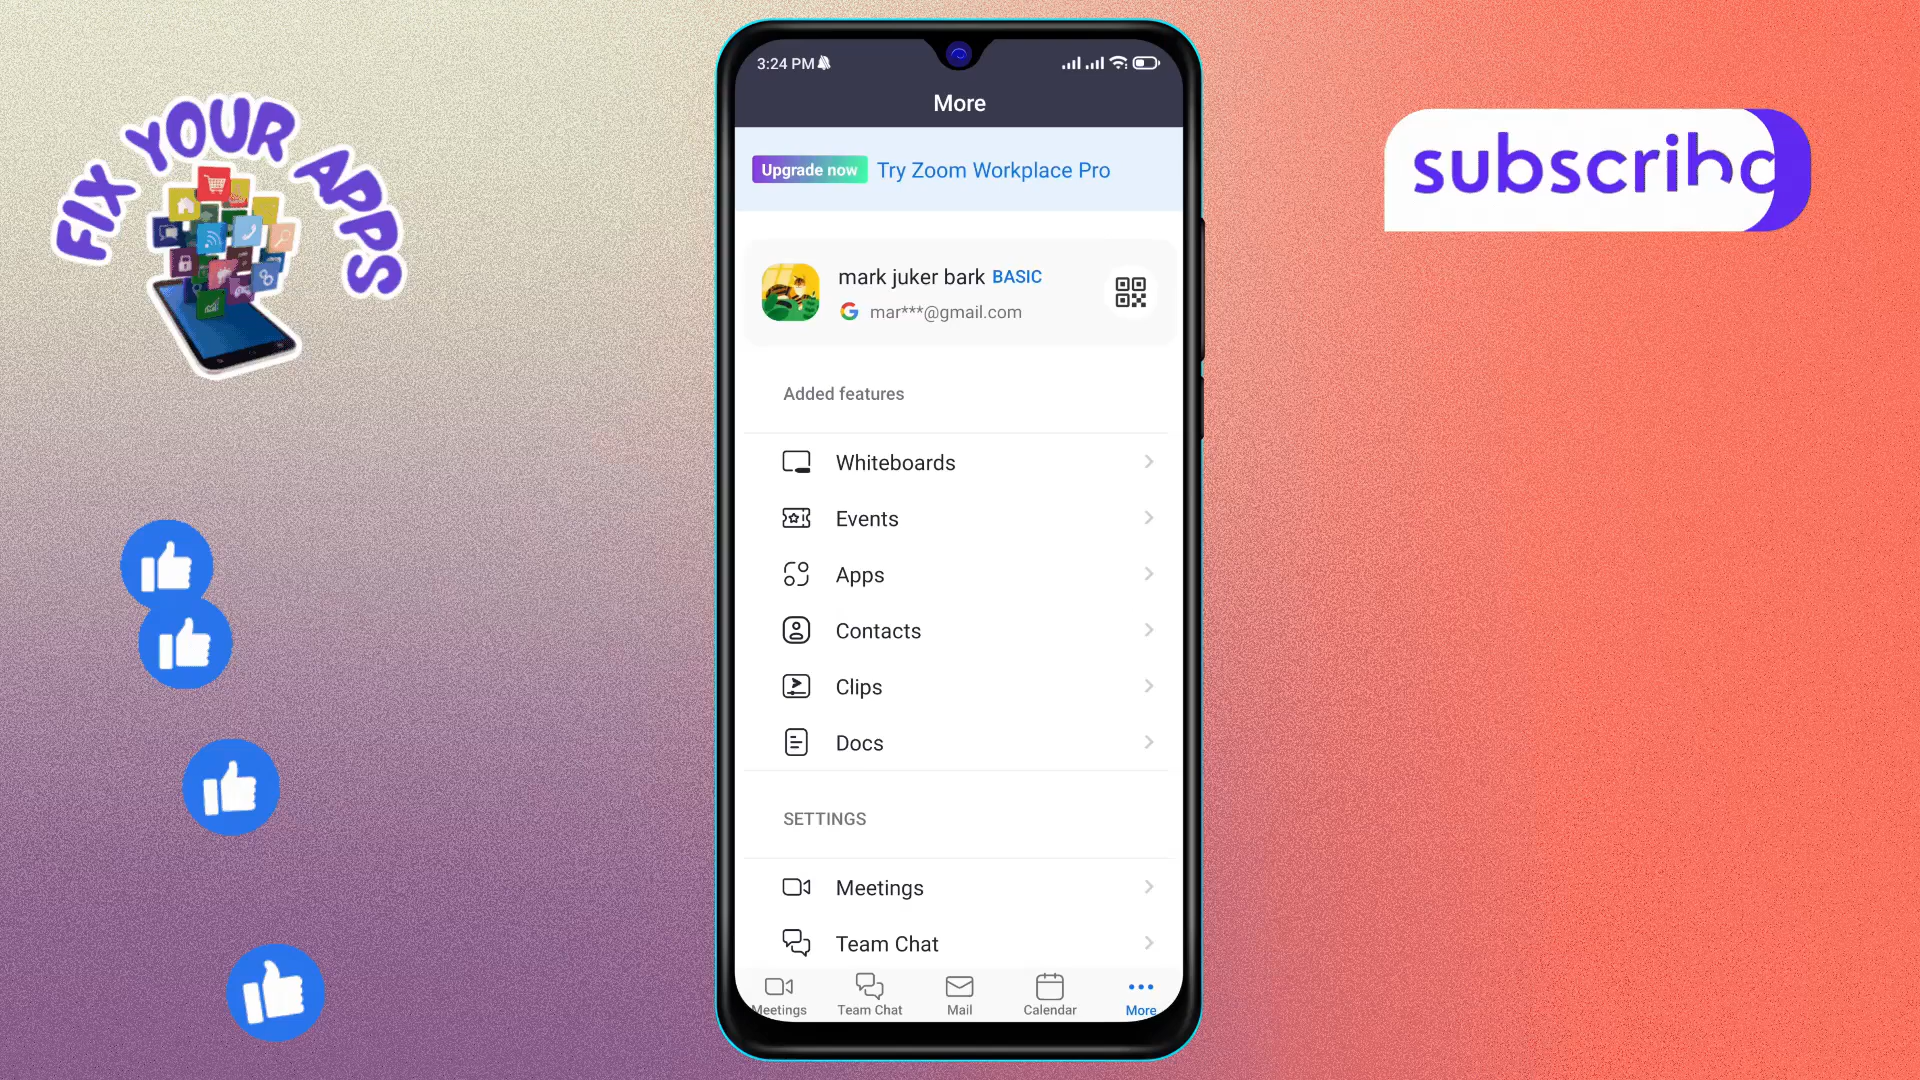 FIX YOUR APPS
3:24 PM
More
Upgrade now Try Zoom Workplace Pro
mark juker bark BASIC
mar***@gmail.com
Added features
Whiteboards
Events
Apps
Contacts
Clips
Docs
SETTINGS
Meetings
Team Chat
Meetings Team Chat Mail Calendar More